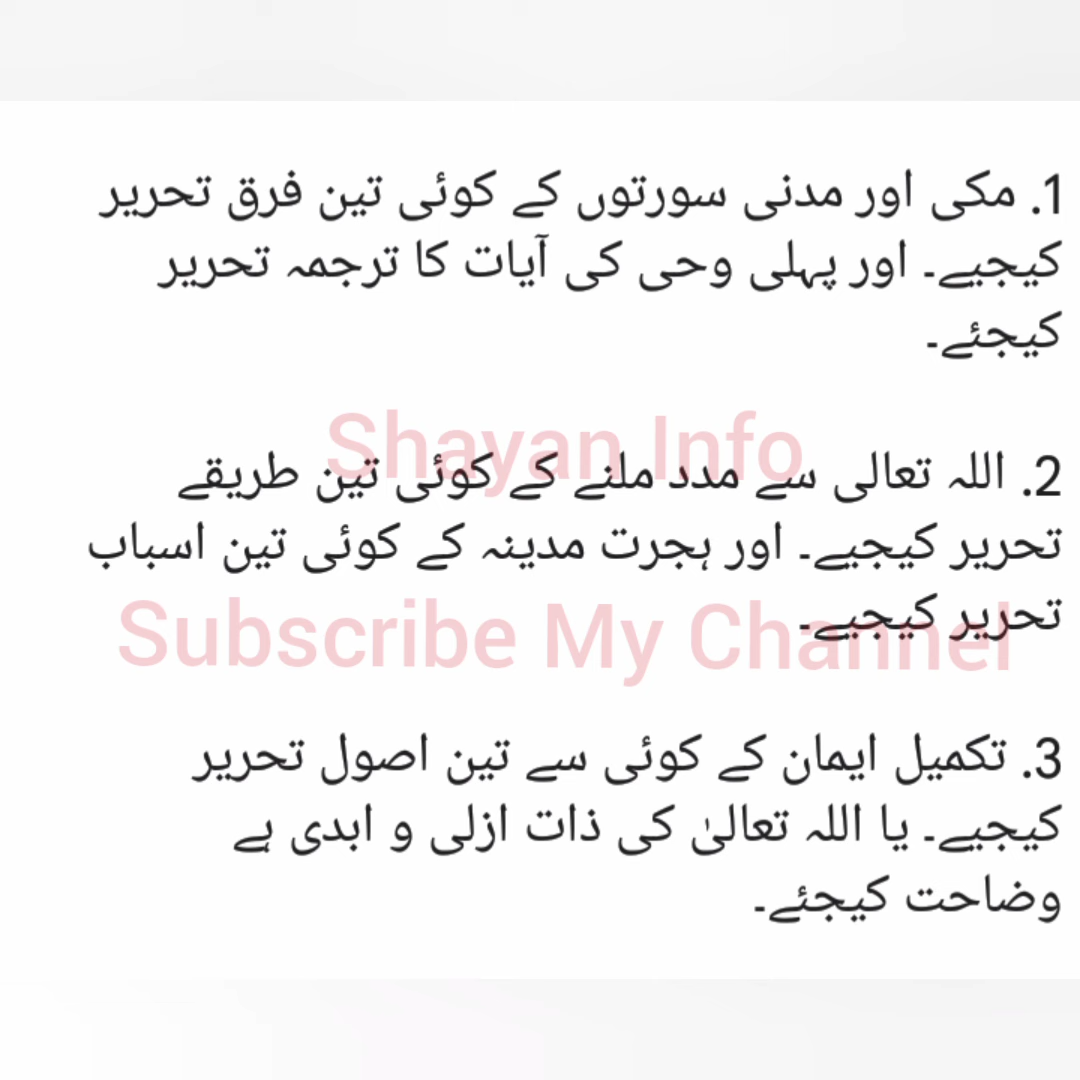 1. مکی اور مدنی سورتوں کے کوئی تین فرق تحریر
کیجیے۔ اور پہلی وحی کی آیات کا ترجمہ تحریر
کیجئے۔
Shayan Info
2. اللہ تعالی سے مدد ملنے کے کوئی تین طریقے
تحریر کیجیے۔ اور ہجرت مدینہ کے کوئی تین اسباب
تحریر کیجیے۔
Subscribe My Channel
3. تکمیل ایمان کے کوئی سے تین اصول تحریر
کیجیے۔ یا اللہ تعالیٰ کی ذات ازلی و ابدی ہے
وضاحت کیجئے۔